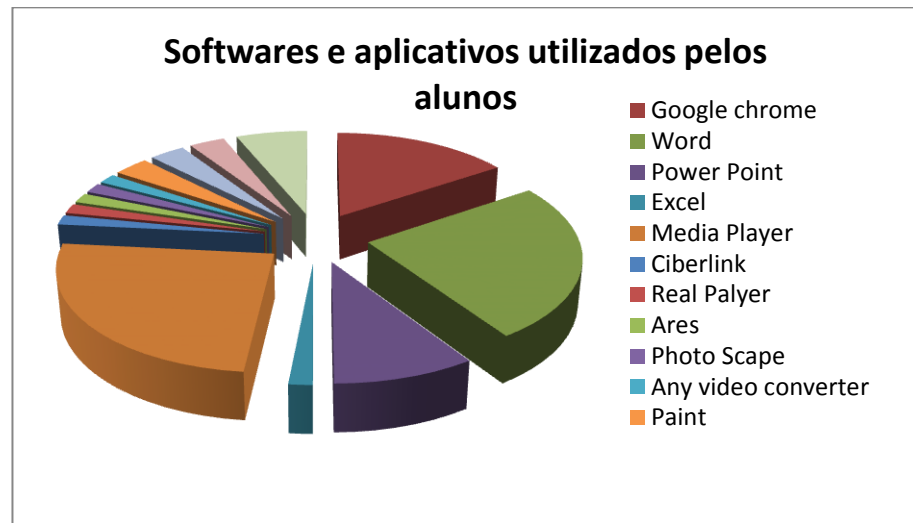 Softwares e aplicativos utilizados pelos
alunos
Google chrome
Word
Power Point
Excel
Media Player
Ciberlink
Real Palyer
Ares
Photo Scape
Any video converter
Paint